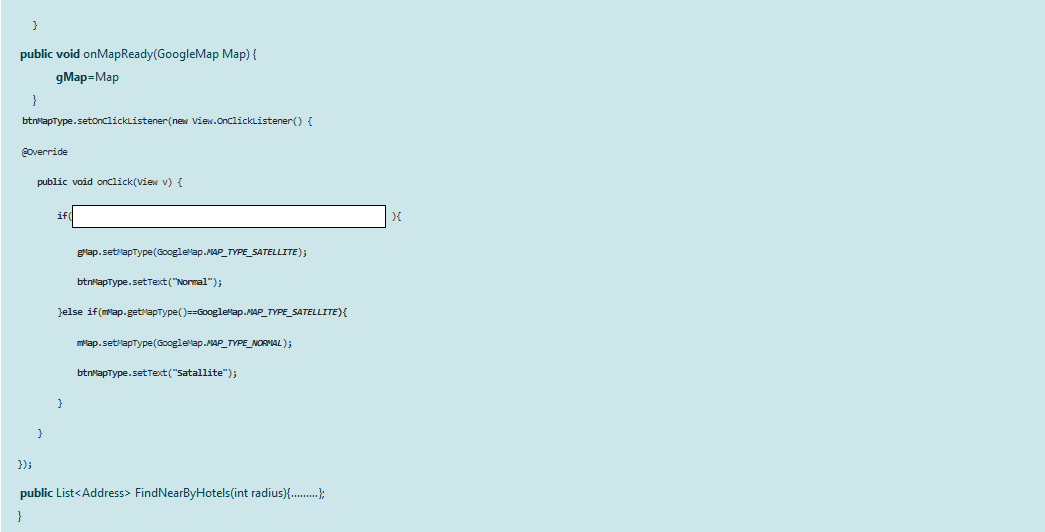 }
public void onMapReady(GoogleMap Map) {
gMap=Map
}
btnMapType.setOnClickListener(new View.OnClickListener() {
@Override
public void onClick(View v) {
if( ){
gMap.setMapType(GoogleMap.MAP_TYPE_SATELLITE);
btnMapType.setText("Normal");
}else if(mMap.getMapType()==GoogleMap.MAP_TYPE_SATELLITE){
mMap.setMapType(GoogleMap.MAP_TYPE_NORMAL);
btnMapType.setText("Satallite");
}
}
});
public List<Address> FindNearByHotels(int radius){.........};
}